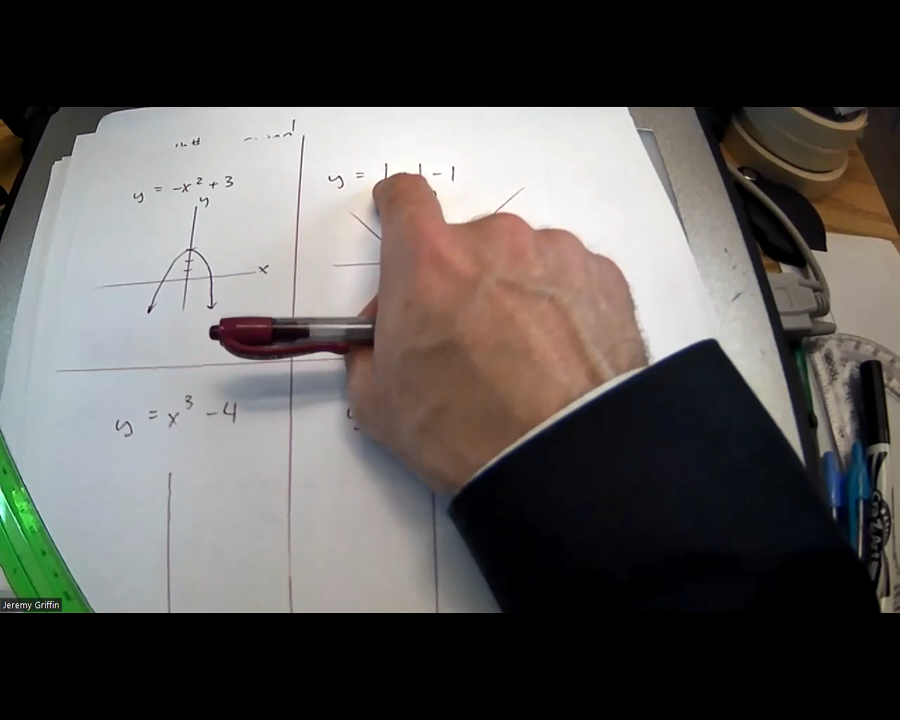 y = -x² + 3
y
x
y = | | - 1
y = x³ - 4
y
Jeremy Griffin